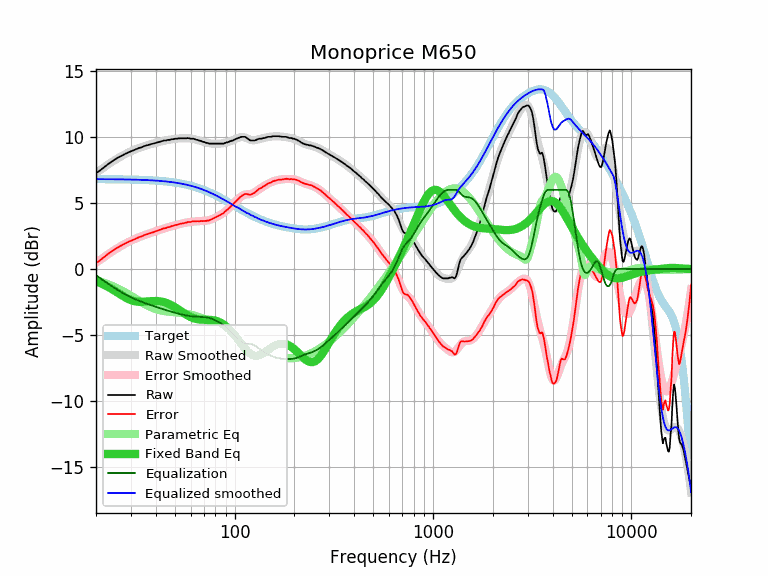 Monoprice M650
15
10
5
0
−5
−10
−15
Amplitude (dBr)
Target
Raw Smoothed
Error Smoothed
Raw
Error
Parametric Eq
Fixed Band Eq
Equalization
Equalized smoothed
100
1000
10000
Frequency (Hz)